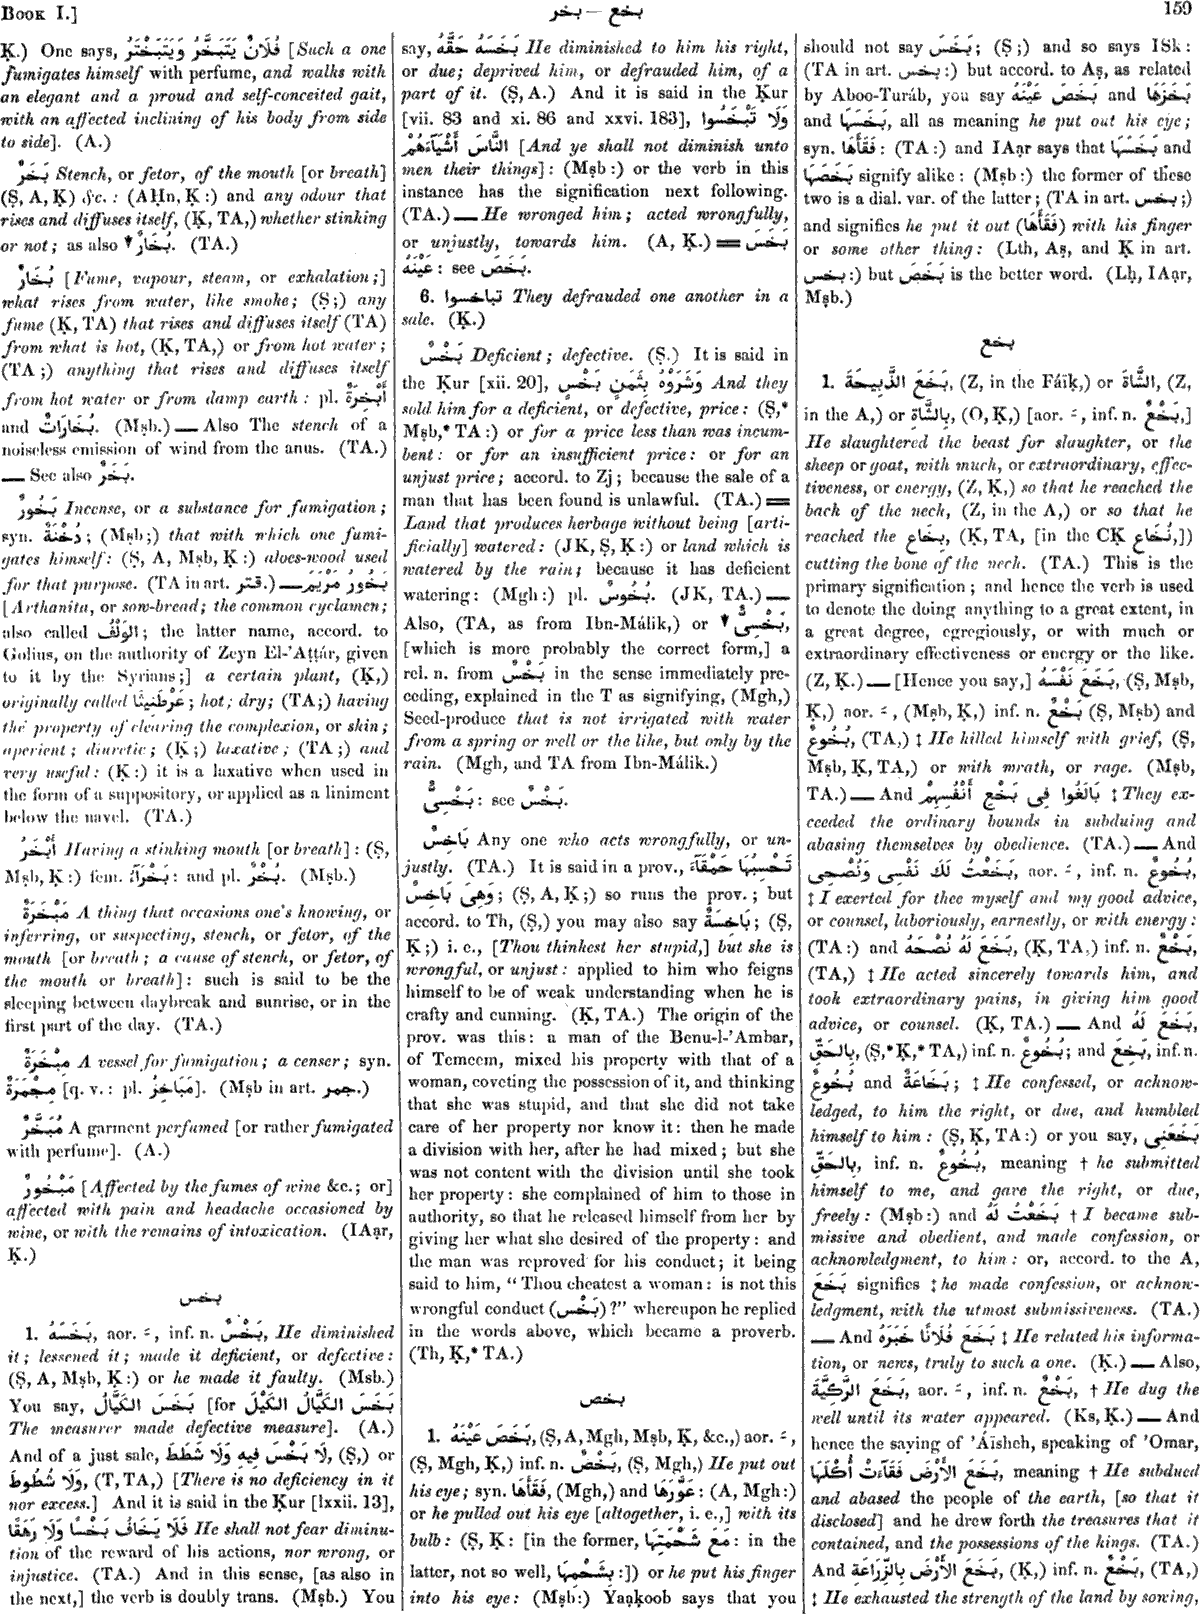 BOOK I.]
بخر — بخع
159
Ḳ.) One says, فُلَانٌ يَتَبَخَّرُ وَيَتَبَخْتَرُ [Such a one
fumigates himself with perfume, and walks with
an elegant and a proud and self-conceited gait,
with an affected inclining of his body from side
to side]. (A.)
بَخَرٌ Stench, or fetor, of the mouth [or breath]
(Ṣ, A, Ḳ) &c.: (AḤn, Ḳ:) and any odour that
rises and diffuses itself, (Ḳ, TA,) whether stinking
or not; as also ▼ بُخَارٌ. (TA.)
بُخَارٌ [Fume, vapour, steam, or exhalation;]
what rises from water, like smoke; (Ṣ;) any
fume (Ḳ, TA) that rises and diffuses itself (TA)
from what is hot, (Ḳ, TA,) or from hot water;
(TA;) anything that rises and diffuses itself
from hot water or from damp earth: pl. أَبْخِرَةٌ
and بُخَارَاتٌ. (Mṣb.) — Also The stench of a
noiseless emission of wind from the anus. (TA.)
— See also بَخَرٌ.
بَخُورٌ Incense, or a substance for fumigation;
syn. دُخْنَةٌ; (Mṣb;) that with which one fumi-
gates himself: (Ṣ, A, Mṣb, Ḳ:) aloes-wood used
for that purpose. (TA in art. قتر.) — بَخُورُ مَرْيَمَ
[Arthanita, or sow-bread; the common cyclamen;
also called الوَلْفُ; the latter name, accord. to
Golius, on the authority of Zeyn El-'Aṭṭár, given
to it by the Syrians;] a certain plant, (Ḳ,)
originally called عَرْطَنِيثَا; hot; dry; (TA;) having
the property of clearing the complexion, or skin;
aperient; diuretic; (Ḳ;) laxative; (TA;) and
very useful: (Ḳ:) it is a laxative when used in
the form of a suppository, or applied as a liniment
below the navel. (TA.)
أَبْخَرُ Having a stinking mouth [or breath]: (Ṣ,
Mṣb, Ḳ:) fem. بَخْرَآءُ: and pl. بُخْرٌ. (Mṣb.)
مَبْخَرَةٌ A thing that occasions one's knowing, or
inferring, or suspecting, stench, or fetor, of the
mouth [or breath; a cause of stench, or fetor, of
the mouth or breath]: such is said to be the
sleeping between daybreak and sunrise, or in the
first part of the day. (TA.)
مِبْخَرَةٌ A vessel for fumigation; a censer; syn.
مِجْمَرَةٌ [q. v.: pl. مَبَاخِرُ]. (Mṣb in art. جمر.)
مُبَخَّرٌ A garment perfumed [or rather fumigated
with perfume]. (A.)
مَبْخُورٌ [Affected by the fumes of wine &c.; or]
affected with pain and headache occasioned by
wine, or with the remains of intoxication. (IAạr,
Ḳ.)
بخس
1. بَخَسَهُ, aor. ـَ, inf. n. بَخْسٌ, He diminished
it; lessened it; made it deficient, or defective:
(Ṣ, A, Mṣb, Ḳ:) or he made it faulty. (Mṣb.)
You say, بَخَسَ الكَيَّالُ [for بَخَسَ الكَيَّالُ الكَيْلَ
The measurer made defective measure]. (A.)
And of a just sale, لَا بَخْسَ فِيهِ وَلَا شَطَطَ, (Ṣ,) or
وَلَا شُطُوطَ, (T, TA,) [There is no deficiency in it
nor excess.] And it is said in the Ḳur [lxxii. 13],
فَلَا يَخَافُ بَخْسًا وَلَا رَهَقًا He shall not fear diminu-
tion of the reward of his actions, nor wrong, or
injustice. (TA.) And in this sense, [as also in
the next,] the verb is doubly trans. (Mṣb.) You
say, بَخَسَهُ حَقَّهُ He diminished to him his right,
or due; deprived him, or defrauded him, of a
part of it. (Ṣ, A.) And it is said in the Ḳur
[vii. 83 and xi. 86 and xxvi. 183], وَلَا تَبْخَسُوا
النَّاسَ أَشْيَآءَهُمْ [And ye shall not diminish unto
men their things]: (Mṣb:) or the verb in this
instance has the signification next following.
(TA.) — He wronged him; acted wrongfully,
or unjustly, towards him. (A, Ḳ.) = بَخَسَ
عَيْنَهُ: see بَخَصَ.
6. تباخسوا They defrauded one another in a
sale. (Ḳ.)
بَخْسٌ Deficient; defective. (Ṣ.) It is said in
the Ḳur [xii. 20], وَشَرَوْهُ بِثَمَنٍ بَخْسٍ And they
sold him for a deficient, or defective, price: (Ṣ,*
Mṣb,* TA:) or for a price less than was incum-
bent: or for an insufficient price: or for an
unjust price; accord. to Zj; because the sale of a
man that has been found is unlawful. (TA.) =
Land that produces herbage without being [arti-
ficially] watered: (JK, Ṣ, Ḳ:) or land which is
watered by the rain; because it has deficient
watering: (Mgh:) pl. بُخُوسٌ. (JK, TA.) —
Also, (TA, as from Ibn-Málik,) or ▼ بَخْسِىٌّ,
[which is more probably the correct form,] a
rel. n. from بَخْسٌ in the sense immediately pre-
ceding, explained in the T as signifying, (Mgh,)
Seed-produce that is not irrigated with water
from a spring or well or the like, but only by the
rain. (Mgh, and TA from Ibn-Málik.)
بَخْسِىٌّ: see بَخْسٌ.
بَاخِسٌ Any one who acts wrongfully, or un-
justly. (TA.) It is said in a prov., تَحْسِبُهَا حَمْقَآءَ
وَهِىَ بَاخِسٌ; (Ṣ, A, Ḳ;) so runs the prov.; but
accord. to Th, (Ṣ,) you may also say بَاخِسَةٌ; (Ṣ,
Ḳ;) i. e., [Thou thinkest her stupid,] but she is
wrongful, or unjust: applied to him who feigns
himself to be of weak understanding when he is
crafty and cunning. (Ḳ, TA.) The origin of the
prov. was this: a man of the Benu-l-'Ambar,
of Temeem, mixed his property with that of a
woman, coveting the possession of it, and thinking
that she was stupid, and that she did not take
care of her property nor know it: then he made
a division with her, after he had mixed; but she
was not content with the division until she took
her property: she complained of him to those in
authority, so that he released himself from her by
giving her what she desired of the property: and
the man was reproved for his conduct; it being
said to him, "Thou cheatest a woman: is not this
wrongful conduct (بَخْس)?" whereupon he replied
in the words above, which became a proverb.
(Th, Ḳ,* TA.)
بخص
1. بَخَصَ عَيْنَهُ, (Ṣ, A, Mgh, Mṣb, Ḳ, &c.,) aor. ـَ,
(Ṣ, Mgh, Ḳ,) inf. n. بَخْصٌ, (Ṣ, Mgh,) He put out
his eye; syn. فَقَأَهَا, (Mgh,) and عَوَّرَهَا: (A, Mgh:)
or he pulled out his eye [altogether, i. e.,] with its
bulb: (Ṣ, Ḳ: [in the former, مَعَ شَحْمَتِهَا: in the
latter, not so well, بِشَحْمِهَا:]) or he put his finger
into his eye: (Mṣb:) Yaạḳoob says that you
should not say بَخَسَ; (Ṣ;) and so says ISk:
(TA in art. بخس:) but accord. to Aṣ, as related
by Aboo-Turáb, you say بَخَصَ عَيْنَهُ and بَخَزَهَا
and بَخَسَهَا, all as meaning he put out his eye;
syn. فَقَأَهَا: (TA:) and IAạr says that بَخَسَهَا and
بَخَصَهَا signify alike: (Mṣb:) the former of these
two is a dial. var. of the latter; (TA in art. بخس;)
and signifies he put it out (فَقَأَهَا) with his finger
or some other thing: (Lth, Aṣ, and Ḳ in art.
بخس:) but بَخَصَ is the better word. (Lḥ, IAạr,
Mṣb.)
بخع
1. بَخَعَ الذَّبِيحَةَ, (Z, in the Fáïḳ,) or الشَّاةَ, (Z,
in the A,) or بِالشَّاةِ, (O, Ḳ,) [aor. ـَ, inf. n. بَخْعٌ,]
He slaughtered the beast for slaughter, or the
sheep or goat, with much, or extraordinary, effec-
tiveness, or energy, (Z, Ḳ,) so that he reached the
back of the neck, (Z, in the A,) or so that he
reached the بِخَاع, (Ḳ, TA, [in the CḲ نُخَاع,])
cutting the bone of the neck. (TA.) This is the
primary signification; and hence the verb is used
to denote the doing anything to a great extent, in
a great degree, egregiously, or with much or
extraordinary effectiveness or energy or the like.
(Z, Ḳ.) — [Hence you say,] بَخَعَ نَفْسَهُ, (Ṣ, Mṣb,
Ḳ,) aor. ـَ, (Mṣb, Ḳ,) inf. n. بَخْعٌ (Ṣ, Mṣb) and
بُخُوعٌ, (TA,) ‡ He killed himself with grief, (Ṣ,
Mṣb, Ḳ, TA,) or with wrath, or rage. (Mṣb,
TA.) — And بَالَغُوا فِى بَخْعِ أَنْفُسِهِمْ ‡ They ex-
ceeded the ordinary bounds in subduing and
abasing themselves by obedience. (TA.) — And
بَخَعْتُ لَكَ نَفْسِى وَنُصْحِى, aor. ـَ, inf. n. بُخُوعٌ,
‡ I exerted for thee myself and my good advice,
or counsel, laboriously, earnestly, or with energy:
(TA:) and بَخَعَ لَهُ نُصْحَهُ, (Ḳ, TA,) inf. n. بَخْعٌ,
(TA,) ‡ He acted sincerely towards him, and
took extraordinary pains, in giving him good
advice, or counsel. (Ḳ, TA.) — And بَخَعَ لَهُ
بِالحَقِّ, (Ṣ,* Ḳ,* TA,) inf. n. بُخُوعٌ; and بَخِعَ, inf. n.
بُخُوعٌ and بَخَاعَةٌ; ‡ He confessed, or acknow-
ledged, to him the right, or due, and humbled
himself to him: (Ṣ, Ḳ, TA:) or you say, بَخَعَنِى
بِالحَقِّ, inf. n. بُخُوعٌ, meaning † he submitted
himself to me, and gave the right, or due,
freely: (Mṣb:) and بَخَعْتُ لَهُ † I became sub-
missive and obedient, and made confession, or
acknowledgment, to him: or, accord. to the A,
بَخَعَ signifies ‡ he made confession, or acknow-
ledgment, with the utmost submissiveness. (TA.)
— And بَخَعَ فُلَانًا خَبَرَهُ ‡ He related his informa-
tion, or news, truly to such a one. (Ḳ.) — Also,
بَخَعَ الرَّكِيَّةَ, aor. ـَ, inf. n. بَخْعٌ, † He dug the
well until its water appeared. (Ks, Ḳ.) — And
hence the saying of 'Áïsheh, speaking of 'Omar,
بَخَعَ الأَرْضَ فَقَآءَتْ أُكُلَهَا, meaning † He subdued
and abased the people of the earth, [so that it
disclosed] and he drew forth the treasures that it
contained, and the possessions of the kings. (TA.)
And بَخَعَ الأَرْضَ بِالزِّرَاعَةِ, (Ḳ,) inf. n. بَخْعٌ, (TA,)
‡ He exhausted the strength of the land by sowing,